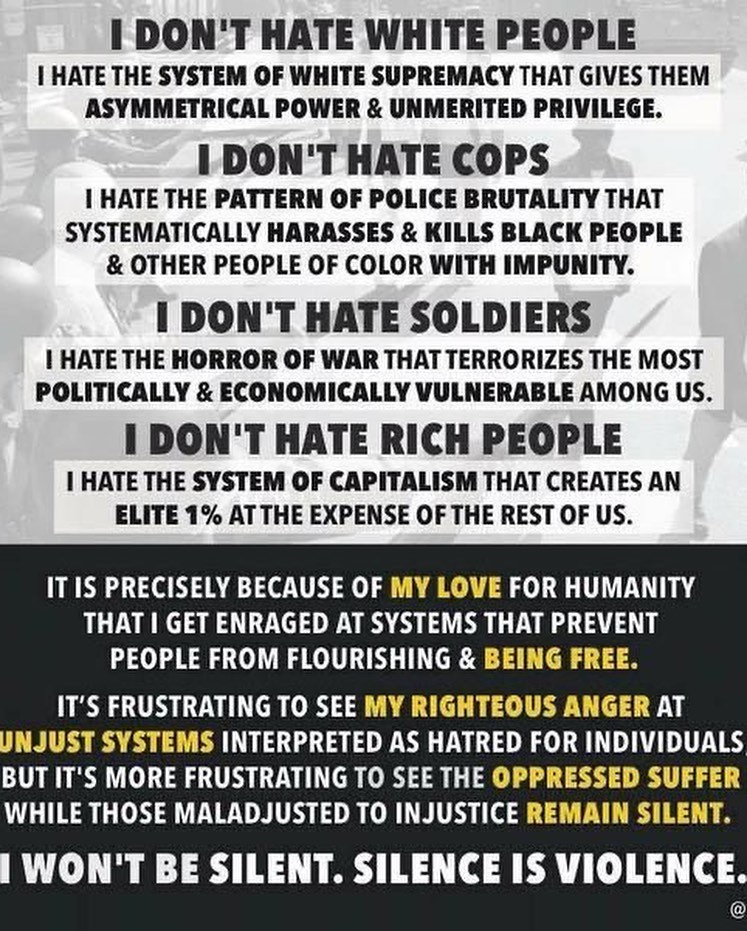 I DON'T HATE WHITE PEOPLE
I HATE THE SYSTEM OF WHITE SUPREMACY THAT GIVES THEM
ASYMMETRICAL POWER & UNMERITED PRIVILEGE.
I DON'T HATE COPS
I HATE THE PATTERN OF POLICE BRUTALITY THAT
SYSTEMATICALLY HARASSES & KILLS BLACK PEOPLE
& OTHER PEOPLE OF COLOR WITH IMPUNITY.
I DON'T HATE SOLDIERS
I HATE THE HORROR OF WAR THAT TERRORIZES THE MOST
POLITICALLY & ECONOMICALLY VULNERABLE AMONG US.
I DON'T HATE RICH PEOPLE
I HATE THE SYSTEM OF CAPITALISM THAT CREATES AN
ELITE 1% AT THE EXPENSE OF THE REST OF US.
IT IS PRECISELY BECAUSE OF MY LOVE FOR HUMANITY
THAT I GET ENRAGED AT SYSTEMS THAT PREVENT
PEOPLE FROM FLOURISHING & BEING FREE.
IT'S FRUSTRATING TO SEE MY RIGHTEOUS ANGER AT
UNJUST SYSTEMS INTERPRETED AS HATRED FOR INDIVIDUALS,
BUT IT'S MORE FRUSTRATING TO SEE THE OPPRESSED SUFFER
WHILE THOSE MALADJUSTED TO INJUSTICE REMAIN SILENT.
I WON'T BE SILENT. SILENCE IS VIOLENCE.
@